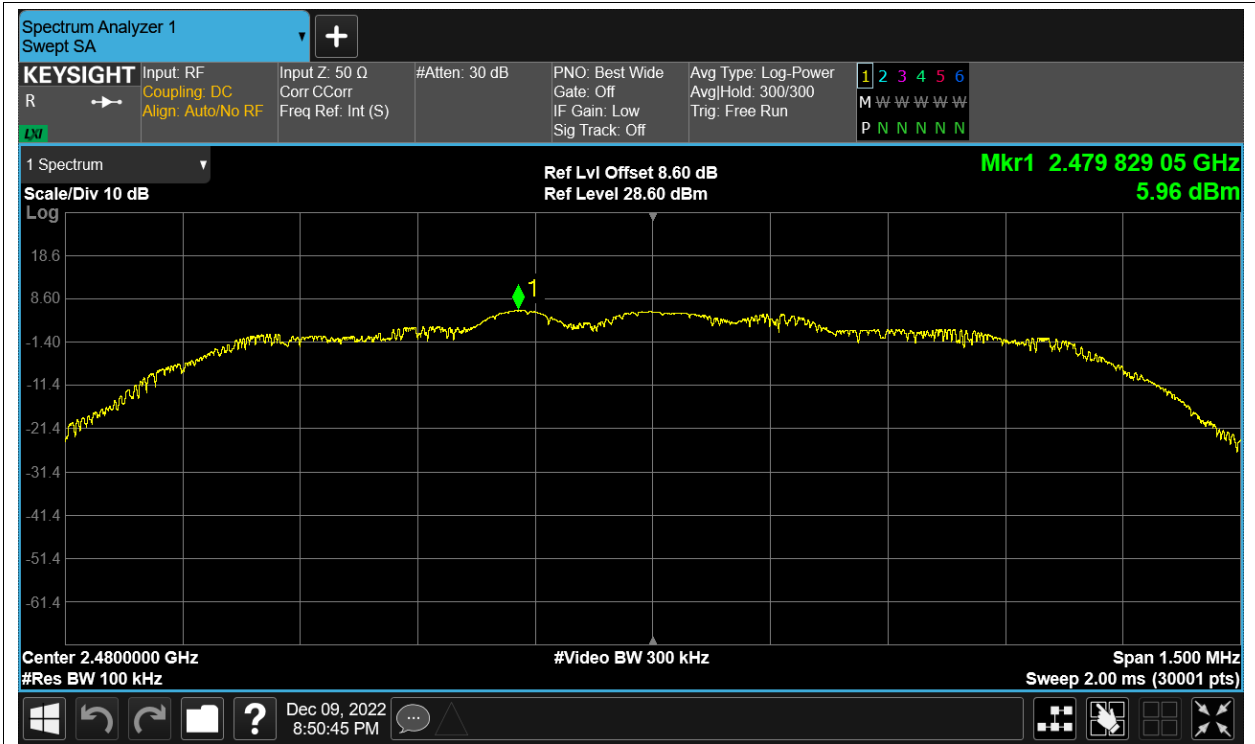 Spectrum Analyzer 1
Swept SA
KEYSIGHT
R
LXI
Input: RF
Coupling: DC
Align: Auto/No RF
Input Z: 50 Ω
Corr CCorr
Freq Ref: Int (S)
#Atten: 30 dB
PNO: Best Wide
Gate: Off
IF Gain: Low
Sig Track: Off
Avg Type: Log-Power
Avg|Hold: 300/300
Trig: Free Run
1 2 3 4 5 6
M W W W W W
P N N N N N
1 Spectrum
Scale/Div 10 dB
Log
Ref Lvl Offset 8.60 dB
Ref Level 28.60 dBm
Mkr1 2.479 829 05 GHz
5.96 dBm
18.6
8.60
-1.40
-11.4
-21.4
-31.4
-41.4
-51.4
-61.4
1
Center 2.4800000 GHz
#Res BW 100 kHz
#Video BW 300 kHz
Span 1.500 MHz
Sweep 2.00 ms (30001 pts)
?
Dec 09, 2022
8:50:45 PM